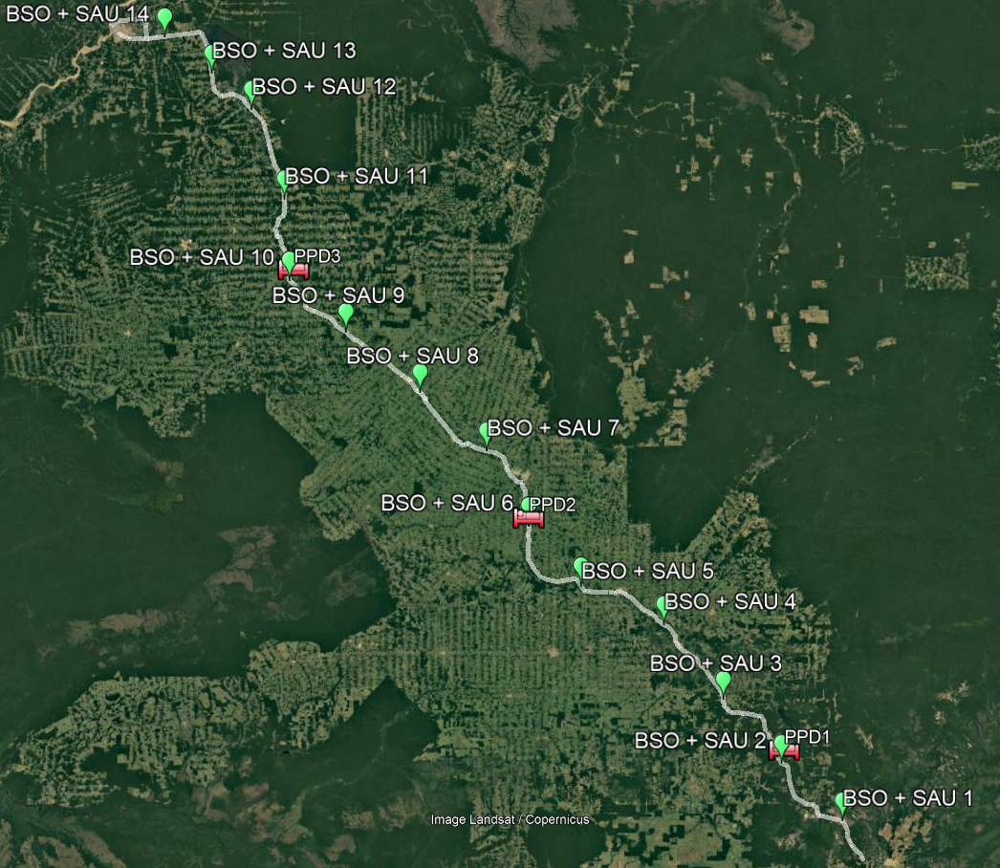 BSO + SAU 14
BSO + SAU 13
BSO + SAU 12
BSO + SAU 11
BSO + SAU 10
PPD3
BSO + SAU 9
BSO + SAU 8
BSO + SAU 7
BSO + SAU 6
PPD2
BSO + SAU 5
BSO + SAU 4
BSO + SAU 3
BSO + SAU 2
PPD1
BSO + SAU 1
Image Landsat / Copernicus